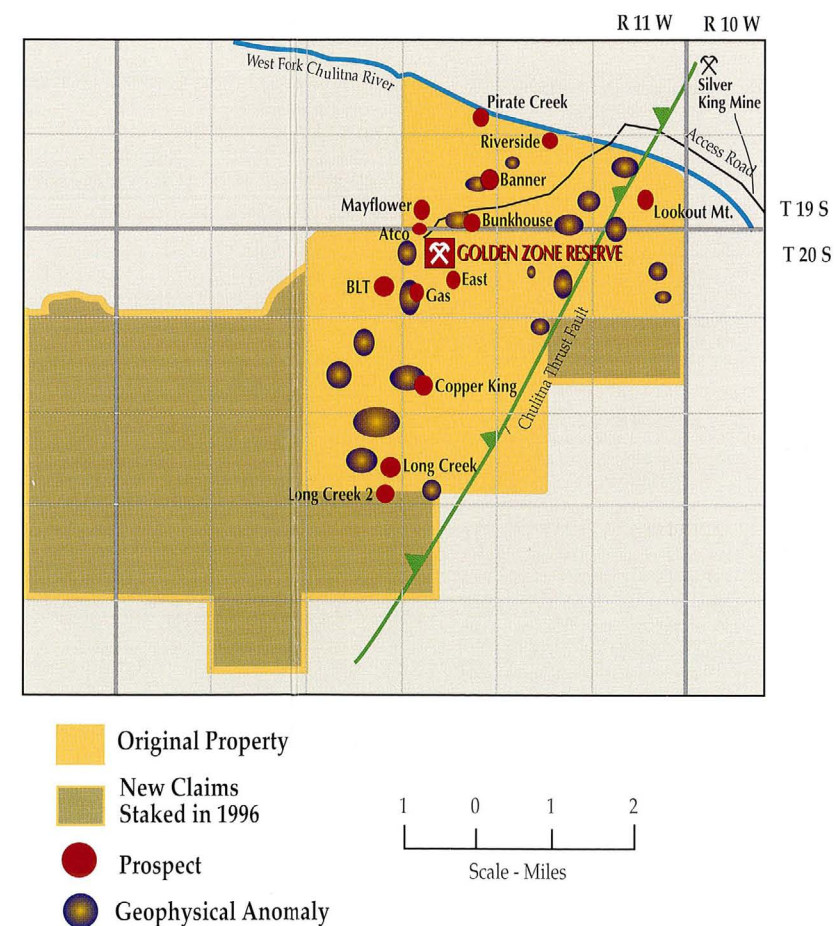 R 11 W R 10 W
West Fork Chulitna River
Silver
King Mine
Pirate Creek
Access Road
Riverside
Banner
Mayflower
Lookout Mt.
T 19 S
Bunkhouse
Atco
T 20 S
GOLDEN ZONE RESERVE
East
BLT
Gas
Chulitna Thrust Fault
Copper King
Long Creek
Long Creek 2
Original Property
New Claims
Staked in 1996
Prospect
Geophysical Anomaly
1 0 1 2
Scale - Miles